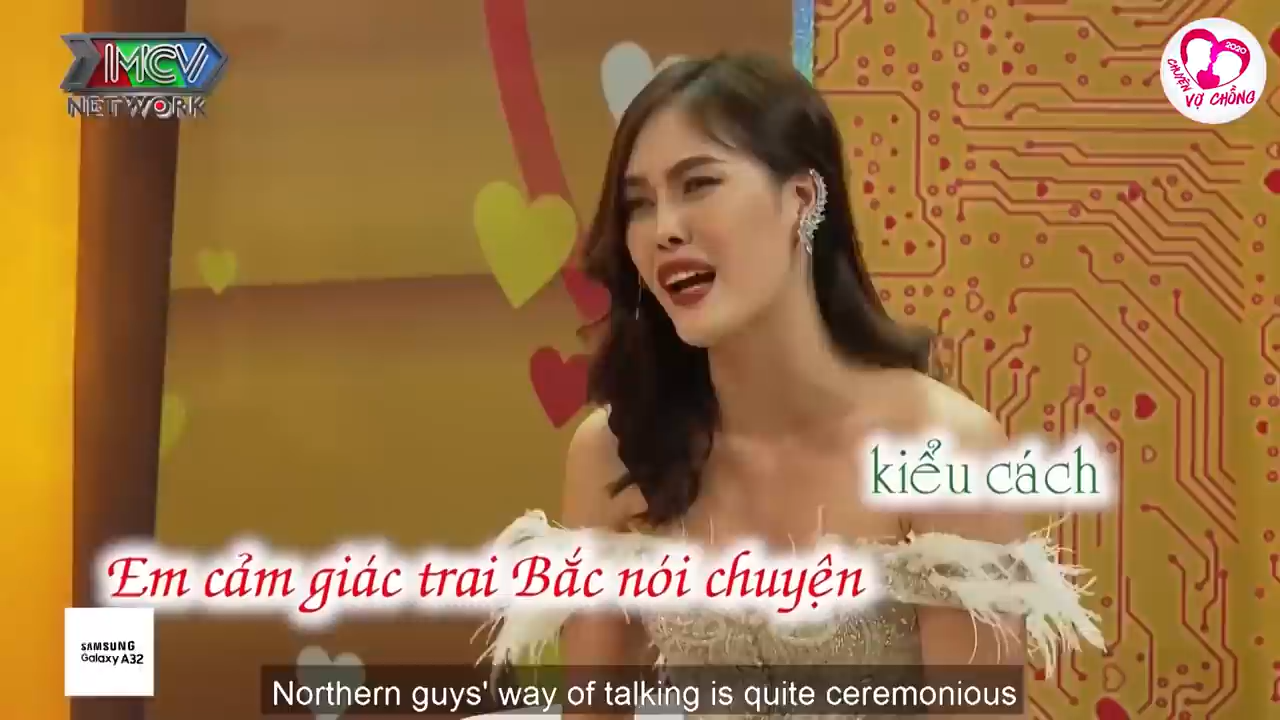 MCV
NETWORK
2020
CHUYỆN
VỢ CHỒNG
kiểu cách
Em cảm giác trai Bắc nói chuyện
SAMSUNG
Galaxy A32
Northern guys' way of talking is quite ceremonious